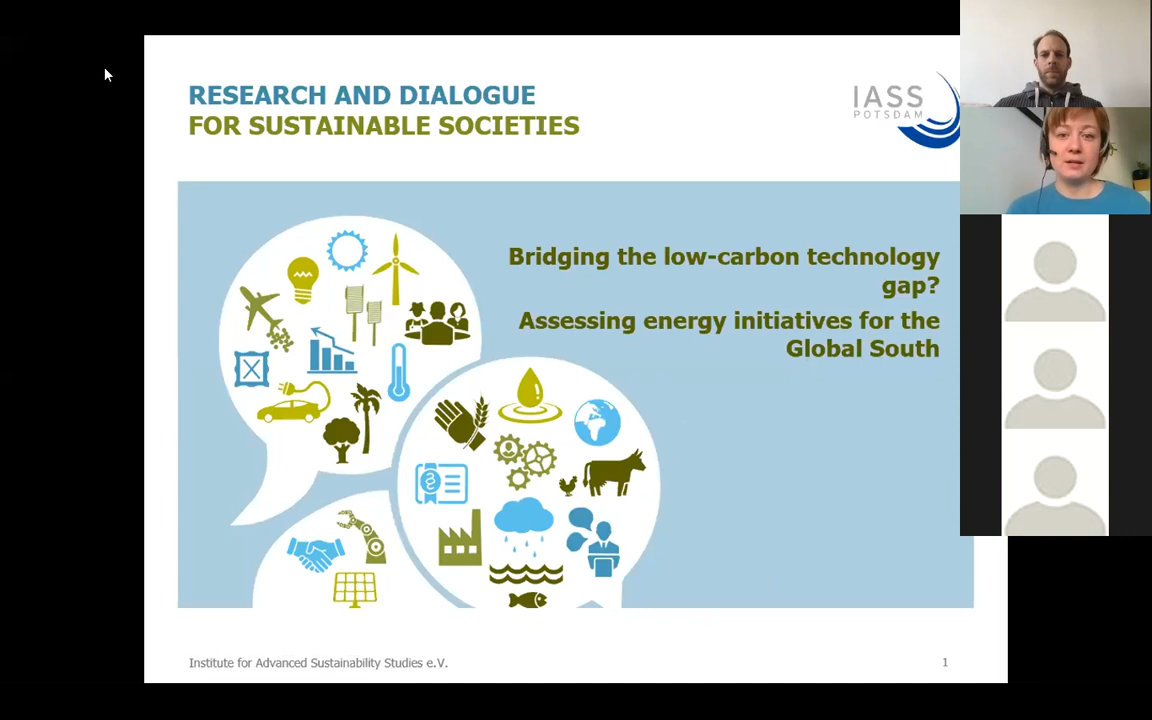 RESEARCH AND DIALOGUE
FOR SUSTAINABLE SOCIETIES
IASS
POTSDAM
Bridging the low-carbon technology
gap?
Assessing energy initiatives for the
Global South
Institute for Advanced Sustainability Studies e.V.
1